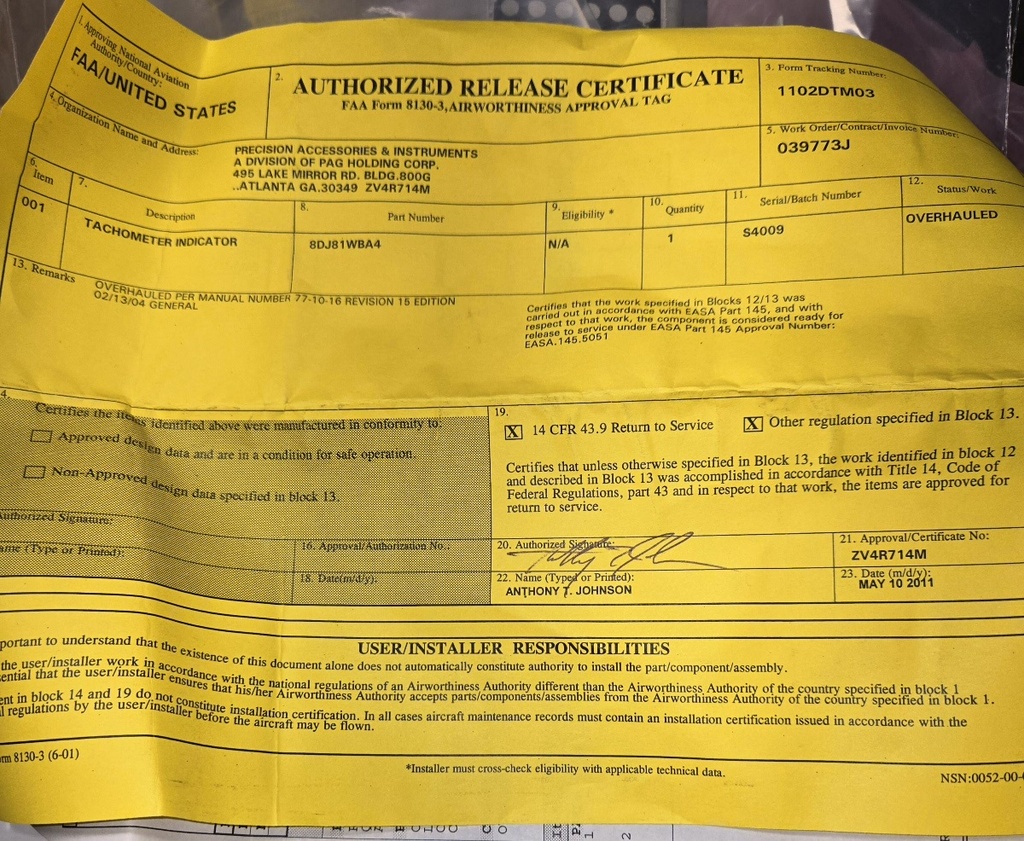 1. Approving National Aviation
Authority/Country:
FAA/UNITED STATES
2.
AUTHORIZED RELEASE CERTIFICATE
FAA Form 8130-3, AIRWORTHINESS APPROVAL TAG
3. Form Tracking Number:
1102DTM03
4. Organization Name and Address:
PRECISION ACCESSORIES & INSTRUMENTS
A DIVISION OF PAG HOLDING CORP.
495 LAKE MIRROR RD. BLDG.800G
..ATLANTA GA.30349 ZV4R714M
5. Work Order/Contract/Invoice Number:
039773J
6.
Item
7.
Description
8.
Part Number
9.
Eligibility *
10.
Quantity
11.
Serial/Batch Number
12.
Status/Work
001
TACHOMETER INDICATOR
8DJ81WBA4
N/A
1
S4009
OVERHAULED
13. Remarks
OVERHAULED PER MANUAL NUMBER 77-10-16 REVISION 15 EDITION
02/13/04 GENERAL
Certifies that the work specified in Blocks 12/13 was
carried out in accordance with EASA Part 145, and with
respect to that work, the component is considered ready for
release to service under EASA Part 145 Approval Number:
EASA.145.5051
4.
Certifies the items identified above were manufactured in conformity to:
Approved design data and are in a condition for safe operation.
Non-Approved design data specified in block 13.
Authorized Signature:
16. Approval/Authorization No.:
ame (Type or Printed):
18. Date(m/d/y):
19.
X 14 CFR 43.9 Return to Service
X Other regulation specified in Block 13.
Certifies that unless otherwise specified in Block 13, the work identified in block 12
and described in Block 13 was accomplished in accordance with Title 14, Code of
Federal Regulations, part 43 and in respect to that work, the items are approved for
return to service.
20. Authorized Signature:
21. Approval/Certificate No:
ZV4R714M
22. Name (Typed or Printed):
ANTHONY T. JOHNSON
23. Date (m/d/y):
MAY 10 2011
USER/INSTALLER RESPONSIBILITIES
portant to understand that the existence of this document alone does not automatically constitute authority to install the part/component/assembly.
the user/installer work in accordance with the national regulations of an Airworthiness Authority different than the Airworthiness Authority of the country specified in block 1
ential that the user/installer ensures that his/her Airworthiness Authority accepts parts/components/assemblies from the Airworthiness Authority of the country specified in block 1.
ent in block 14 and 19 do not constitute installation certification. In all cases aircraft maintenance records must contain an installation certification issued in accordance with the
l regulations by the user/installer before the aircraft may be flown.
rm 8130-3 (6-01)
*Installer must cross-check eligibility with applicable technical data.
NSN:0052-00-